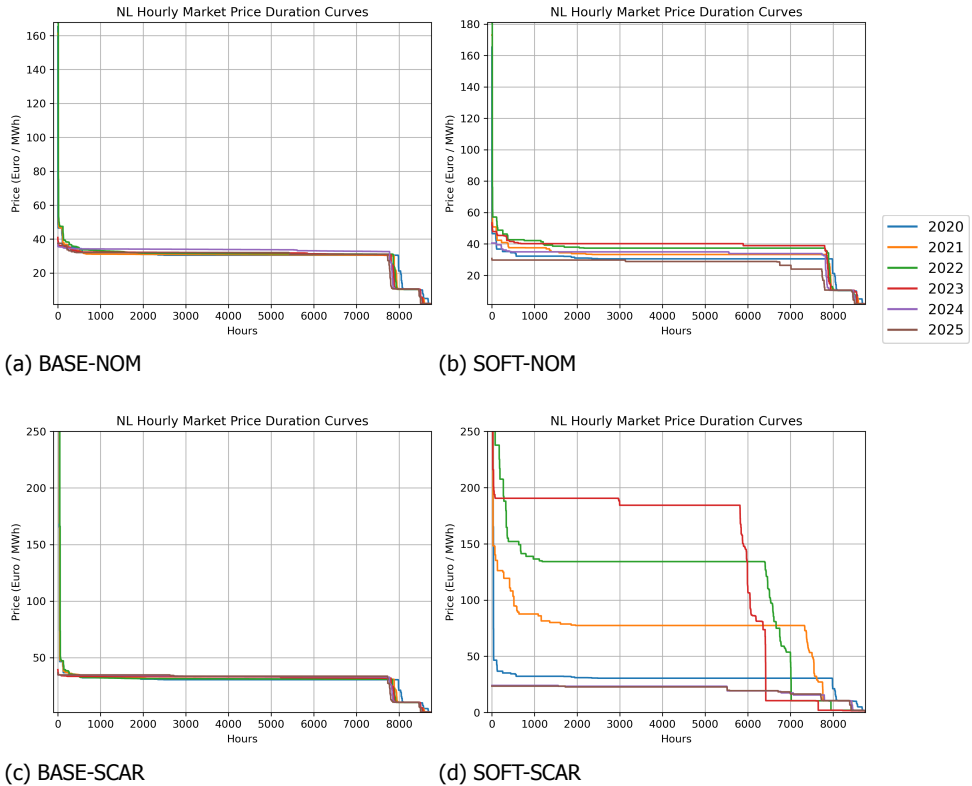 NL Hourly Market Price Duration Curves
160
140
120
100
80
60
40
20
Price (Euro / MWh)
0 1000 2000 3000 4000 5000 6000 7000 8000
Hours
(a) BASE-NOM
NL Hourly Market Price Duration Curves
180
160
140
120
100
80
60
40
20
Price (Euro / MWh)
0 1000 2000 3000 4000 5000 6000 7000 8000
Hours
(b) SOFT-NOM
2020
2021
2022
2023
2024
2025
NL Hourly Market Price Duration Curves
250
200
150
100
50
Price (Euro / MWh)
0 1000 2000 3000 4000 5000 6000 7000 8000
Hours
(c) BASE-SCAR
NL Hourly Market Price Duration Curves
250
200
150
100
50
0
Price (Euro / MWh)
0 1000 2000 3000 4000 5000 6000 7000 8000
Hours
(d) SOFT-SCAR